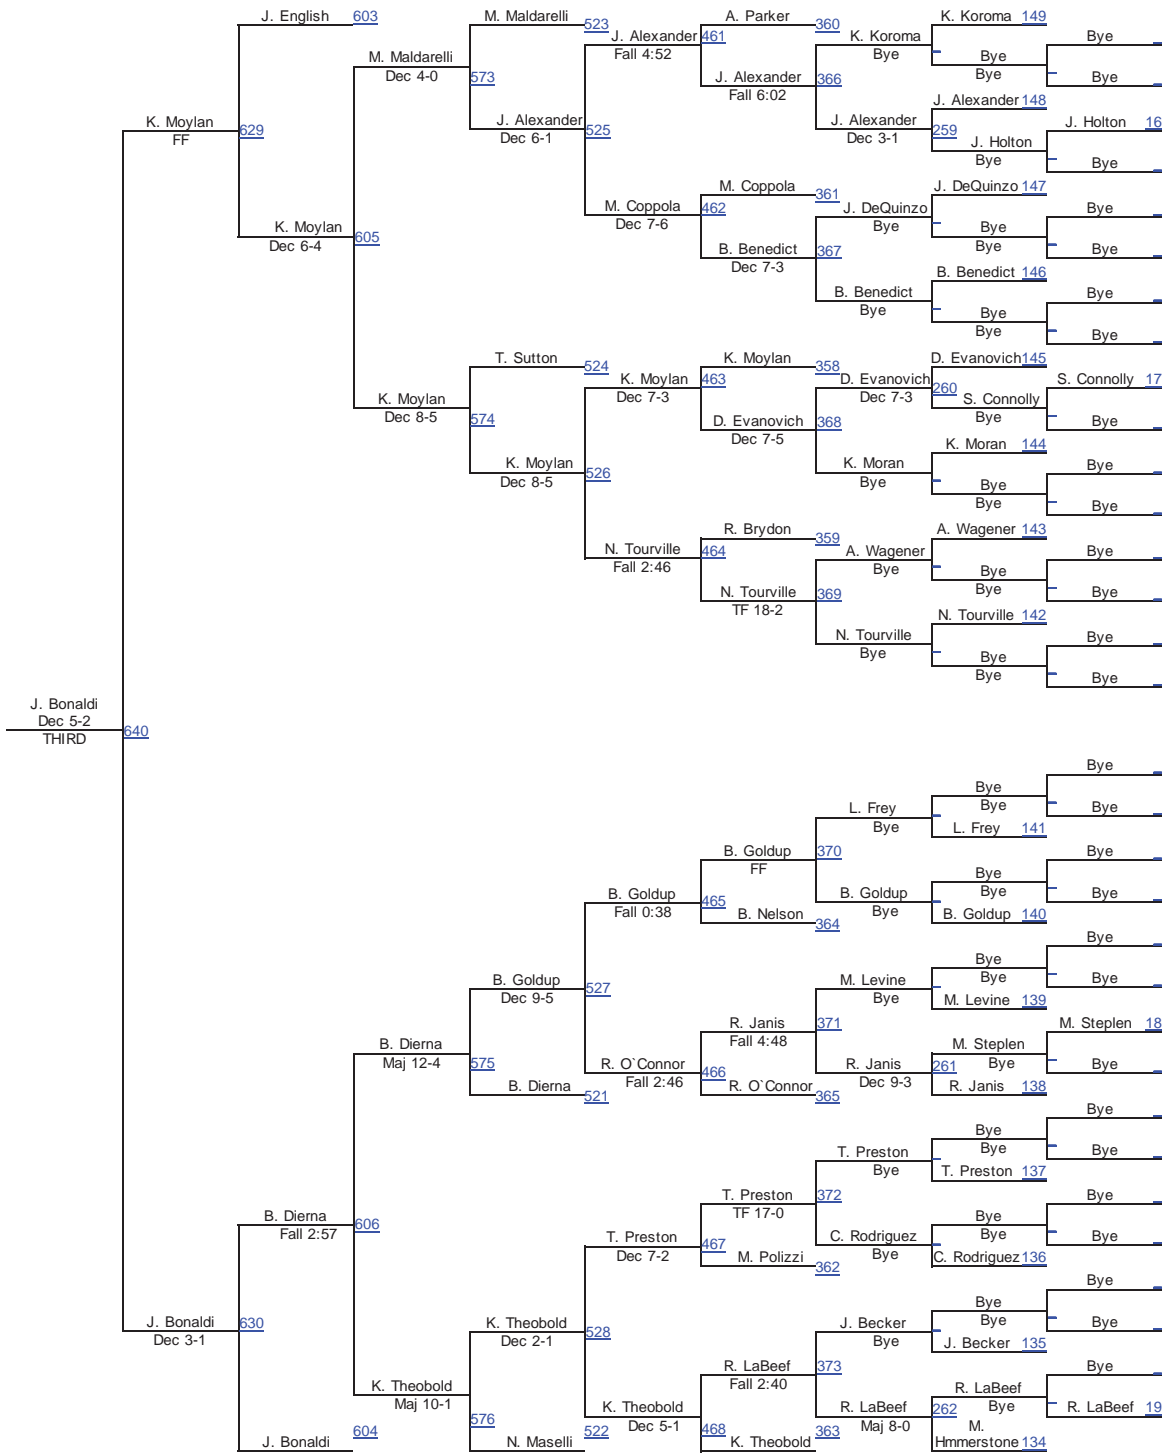 J. English 603
M. Maldarelli 523
A. Parker 360
K. Koroma 149
Bye
J. Alexander 461
Fall 4:52
K. Koroma
Bye
Bye
Bye
Bye
M. Maldarelli
Dec 4-0
573
J. Alexander 366
Fall 6:02
J. Alexander 148
K. Moylan
FF
629
J. Alexander
Dec 6-1
525
J. Alexander 259
Dec 3-1
J. Holton 16
J. Holton
Bye
Bye
M. Coppola 361
J. DeQuinzo 147
M. Coppola 462
Dec 7-6
J. DeQuinzo
Bye
Bye
K. Moylan
Dec 6-4
605
Bye
Bye
B. Benedict 367
Dec 7-3
Bye
B. Benedict 146
B. Benedict
Bye
Bye
Bye
Bye
Bye
T. Sutton 524
K. Moylan 358
D. Evanovich 145
K. Moylan 463
Dec 7-3
D. Evanovich 260
Dec 7-3
S. Connolly 17
K. Moylan
Dec 8-5
574
S. Connolly
Bye
Bye
D. Evanovich 368
Dec 7-5
K. Moran 144
K. Moylan
Dec 8-5
526
K. Moran
Bye
Bye
Bye
Bye
Bye
R. Brydon 359
A. Wagener 143
N. Tourville 464
Fall 2:46
A. Wagener
Bye
Bye
Bye
Bye
N. Tourville 369
TF 18-2
Bye
N. Tourville 142
N. Tourville
Bye
Bye
Bye
Bye
Bye
J. Bonaldi
Dec 5-2
THIRD
640
Bye
Bye
Bye
Bye
L. Frey
Bye
L. Frey 141
B. Goldup 370
FF
Bye
Bye
Bye
Bye
B. Goldup
Fall 0:38
465
B. Goldup
Bye
B. Goldup 140
B. Nelson 364
Bye
Bye
Bye
Bye
B. Goldup
Dec 9-5
527
M. Levine
Bye
M. Levine 139
R. Janis 371
Fall 4:48
M. Steplen 18
B. Dierna
Maj 12-4
575
M. Steplen
Bye
Bye
R. O`Connor 466
Fall 2:46
R. Janis 261
Dec 9-3
B. Dierna 521
R. O`Connor 365
R. Janis 138
Bye
Bye
Bye
Bye
T. Preston
Bye
T. Preston 137
T. Preston 372
TF 17-0
Bye
B. Dierna
Fall 2:57
606
Bye
Bye
T. Preston
Dec 7-2
467
C. Rodriguez
Bye
Bye
M. Polizzi 362
C. Rodriguez 136
Bye
Bye
Bye
J. Bonaldi
Dec 3-1
630
K. Theobold
Dec 2-1
528
J. Becker
Bye
Bye
J. Becker 135
R. LaBeef 373
Fall 2:40
Bye
K. Theobold
Maj 10-1
576
R. LaBeef
Bye
K. Theobold
Dec 5-1
468
R. LaBeef 262
Maj 8-0
R. LaBeef 19
J. Bonaldi 604
N. Maselli 522
K. Theobold 363
M.
Hmmerstone 134